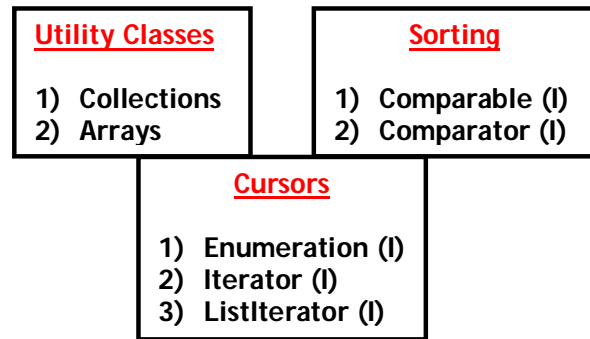 Utility Classes
1) Collections
2) Arrays
Sorting
1) Comparable (I)
2) Comparator (I)
Cursors
1) Enumeration (I)
2) Iterator (I)
3) ListIterator (I)